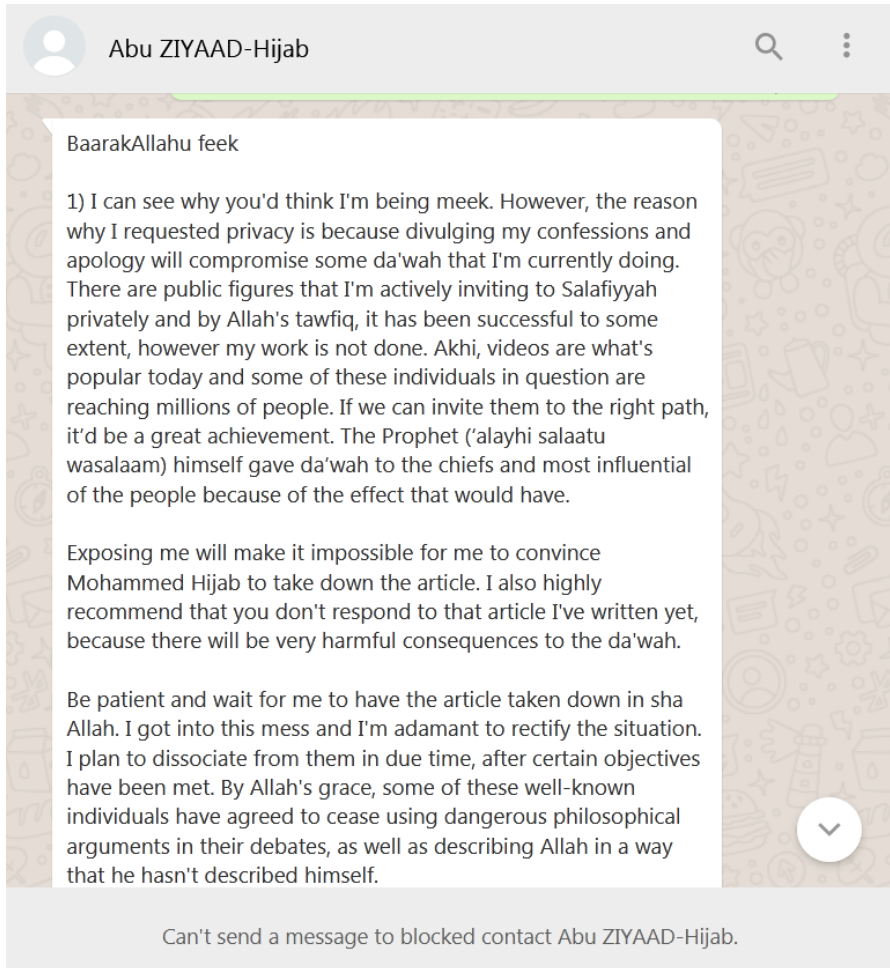 Abu ZIYAAD-Hijab
BaarakAllahu feek
1) I can see why you'd think I'm being meek. However, the reason
why I requested privacy is because divulging my confessions and
apology will compromise some da'wah that I'm currently doing.
There are public figures that I'm actively inviting to Salafiyyah
privately and by Allah's tawfiq, it has been successful to some
extent, however my work is not done. Akhi, videos are what's
popular today and some of these individuals in question are
reaching millions of people. If we can invite them to the right path,
it'd be a great achievement. The Prophet (‘alayhi salaatu
wasalaam) himself gave da’wah to the chiefs and most influential
of the people because of the effect that would have.
Exposing me will make it impossible for me to convince
Mohammed Hijab to take down the article. I also highly
recommend that you don't respond to that article I've written yet,
because there will be very harmful consequences to the da'wah.
Be patient and wait for me to have the article taken down in sha
Allah. I got into this mess and I'm adamant to rectify the situation.
I plan to dissociate from them in due time, after certain objectives
have been met. By Allah's grace, some of these well-known
individuals have agreed to cease using dangerous philosophical
arguments in their debates, as well as describing Allah in a way
that he hasn't described himself.
Can't send a message to blocked contact Abu ZIYAAD-Hijab.